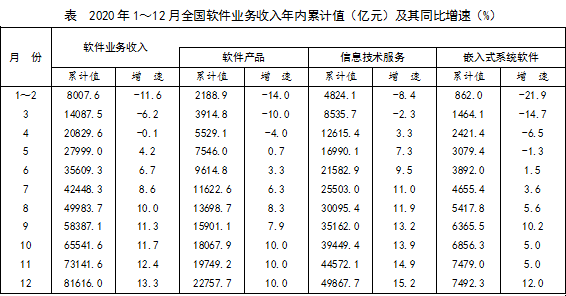 表 2020年1～12月全国软件业务收入年内累计值（亿元）及其同比增速（%）
月 份 软件业务收入 软件产品 信息技术服务 嵌入式系统软件
累计值 增 速 累计值 增 速 累计值 增 速 累计值 增 速
1～2 8007.6 -11.6 2188.9 -14.0 4824.1 -8.4 862.0 -21.9
3 14087.5 -6.2 3914.8 -10.0 8535.7 -2.3 1464.1 -14.7
4 20829.6 -0.1 5529.1 -4.0 12615.4 3.3 2421.4 -6.5
5 27999.0 4.2 7546.0 0.7 16990.1 7.3 3079.4 -1.3
6 35609.3 6.7 9614.8 3.3 21582.9 9.5 3892.0 1.5
7 42448.3 8.6 11622.6 6.3 25503.0 11.0 4655.4 3.6
8 49983.7 10.0 13698.7 8.3 30095.4 11.9 5417.8 5.6
9 58387.1 11.3 15901.1 7.9 35162.0 13.2 6365.5 10.2
10 65541.6 11.7 18067.9 10.0 39449.4 13.9 6856.3 5.0
11 73141.6 12.4 19749.2 10.0 44572.1 14.9 7479.0 5.0
12 81616.0 13.3 22757.7 10.0 49867.7 15.2 7492.3 12.0